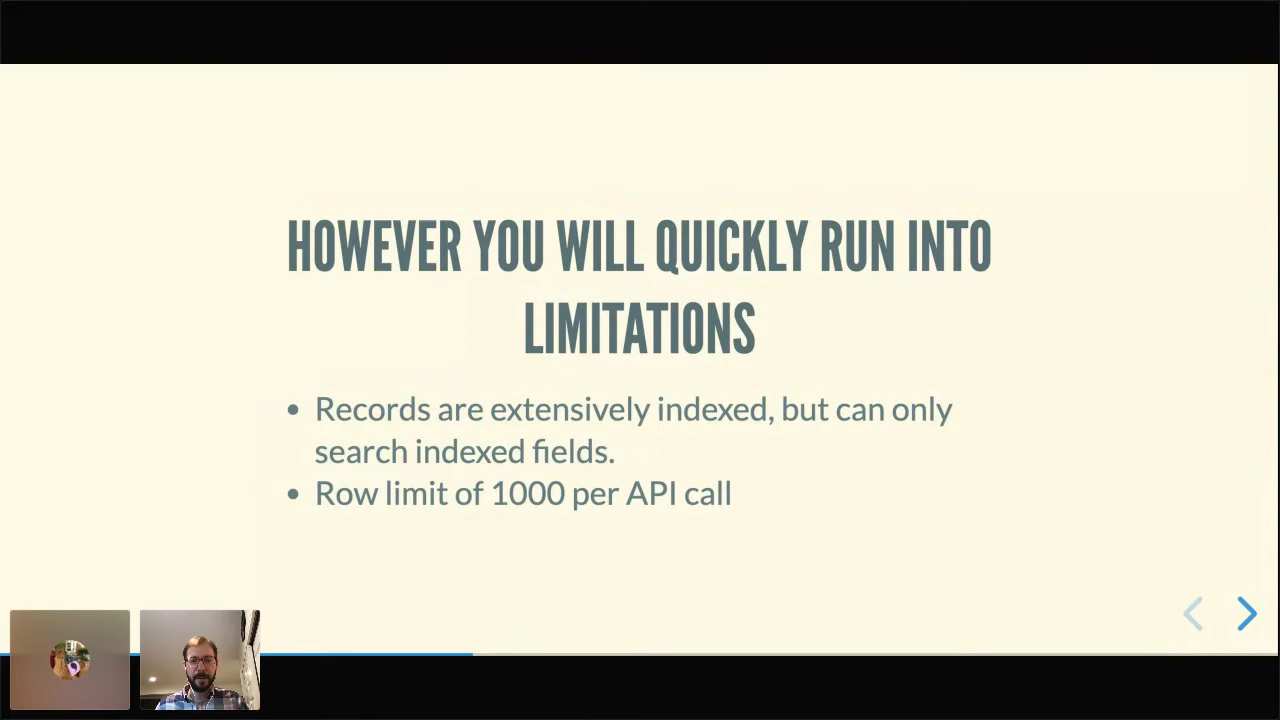 HOWEVER YOU WILL QUICKLY RUN INTO
LIMITATIONS
• Records are extensively indexed, but can only
search indexed fields.
• Row limit of 1000 per API call